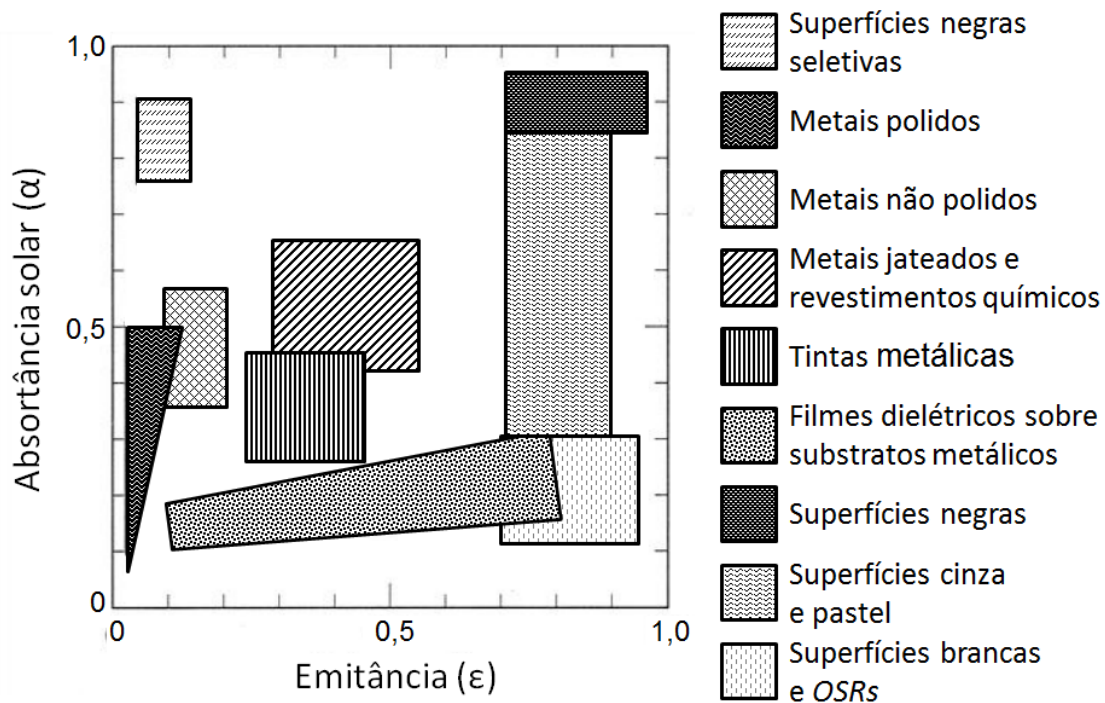 1,0
0,5
0
0
0,5
1,0
Absortância solar (α)
Emitância (ε)
Superfícies negras
seletivas
Metais polidos
Metais não polidos
Metais jateados e
revestimentos químicos
Tintas metálicas
Filmes dielétricos sobre
substratos metálicos
Superfícies negras
Superfícies cinza
e pastel
Superfícies brancas
e OSRs